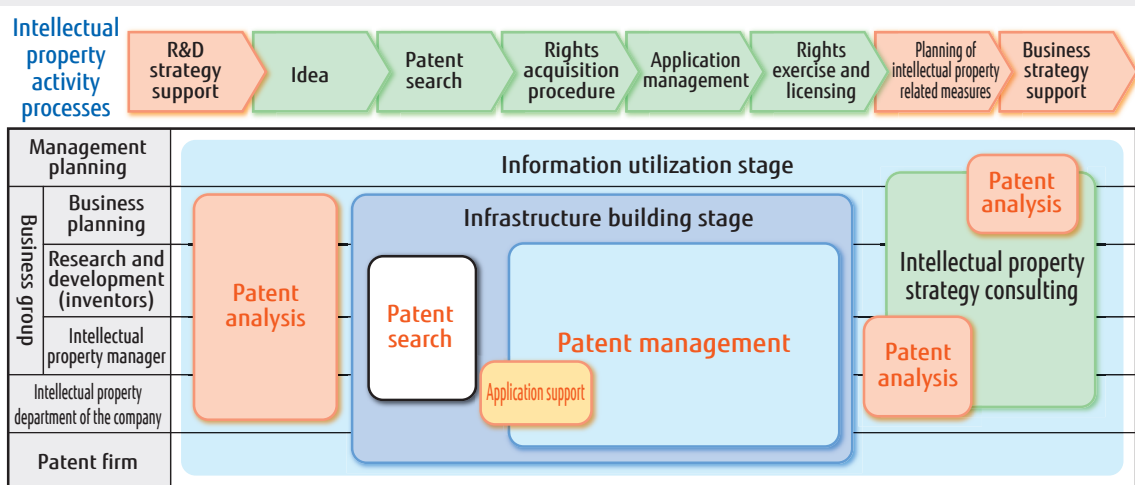 Intellectual
property
activity
processes
R&D
strategy
support
Idea
Patent
search
Rights
acquisition
procedure
Application
management
Rights
exercise and
licensing
Planning of
intellectual property
related measures
Business
strategy
support
Management
planning
Business group
Business
planning
Research and
development
(inventors)
Intellectual
property manager
Intellectual property
department of the company
Patent firm
Information utilization stage
Infrastructure building stage
Patent
analysis
Patent
search
Application support
Patent management
Patent
analysis
Intellectual property
strategy consulting
Patent
analysis